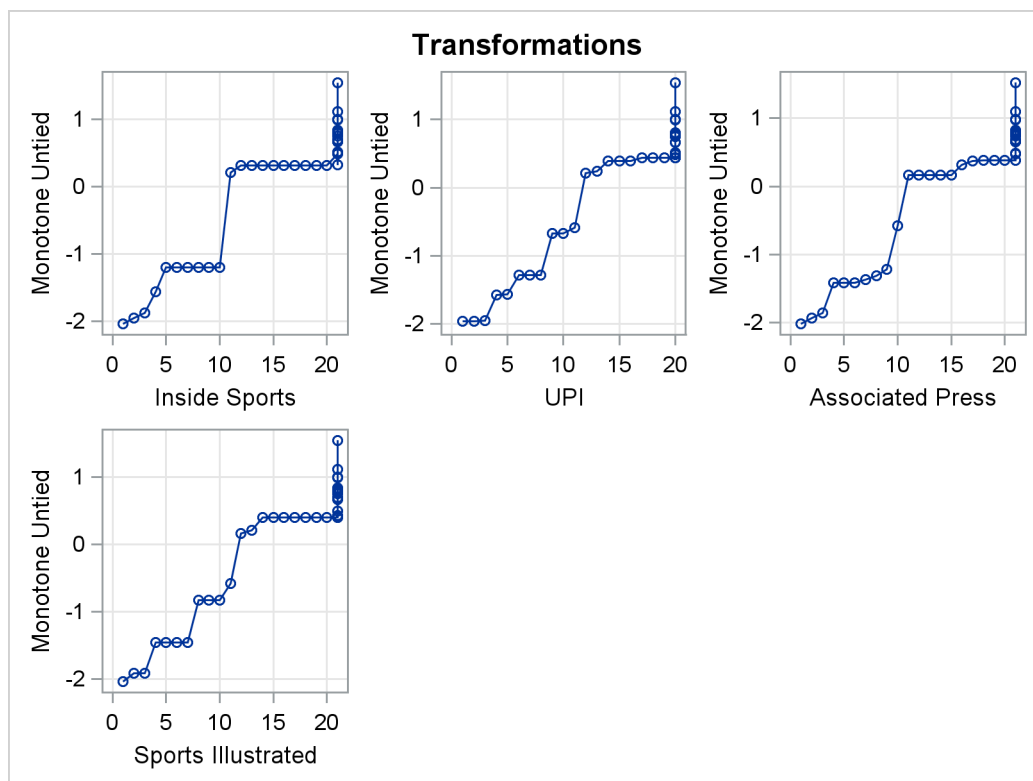 Transformations
Monotone Untied
1
0
-1
-2
0 5 10 15 20
Inside Sports
Monotone Untied
1
0
-1
-2
0 5 10 15 20
UPI
Monotone Untied
1
0
-1
-2
0 5 10 15 20
Associated Press
Monotone Untied
1
0
-1
-2
0 5 10 15 20
Sports Illustrated